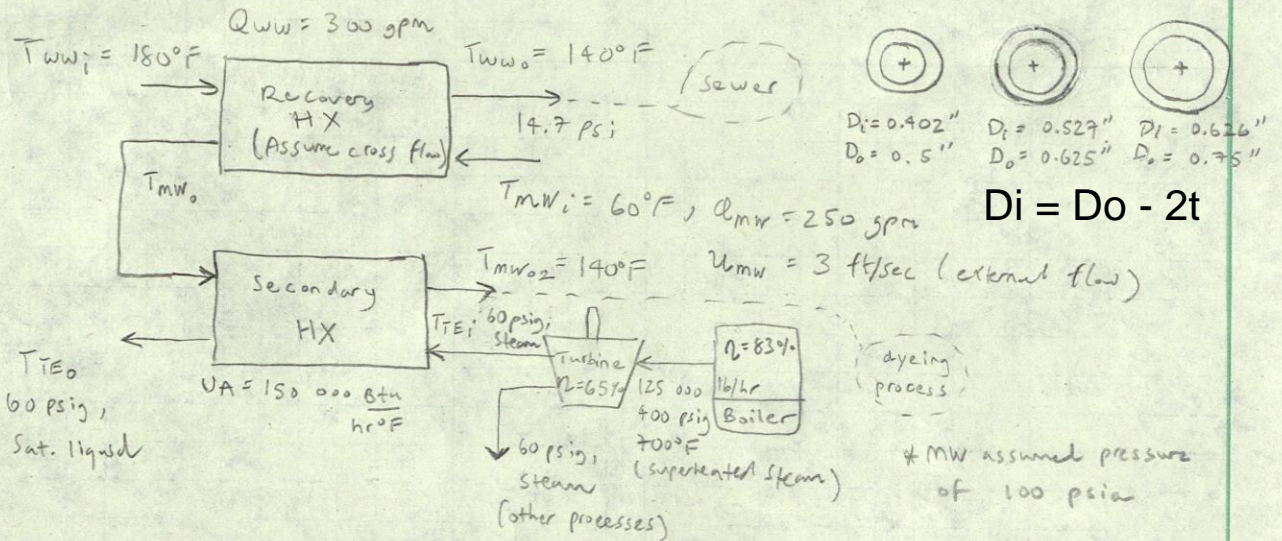 Qww = 300 gpm
Twwi = 180°F
Twwo = 140°F
Sewer
Recovery
HX
(Assume cross flow)
14.7 psi
Di = 0.402" Di = 0.527" Di = 0.626"
Do = 0.5" Do = 0.625" Do = 0.75"
Di = Do - 2t
Tmwo
Tmwi = 60°F, Qmw = 250 gpm
Umw = 3 ft/sec (external flow)
Tmwo2 = 140°F
Secondary
HX
TTEi
60 psig,
Steam
Turbine
η=65%
125 000
lb/hr
400 psig
700°F
(superheated steam)
η=83%
Boiler
dyeing
process
TTEo
60 psig,
Sat. liquid
UA = 150 000 Btu
hr°F
60 psig,
steam
(other processes)
* MW assumed pressure
of 100 psia